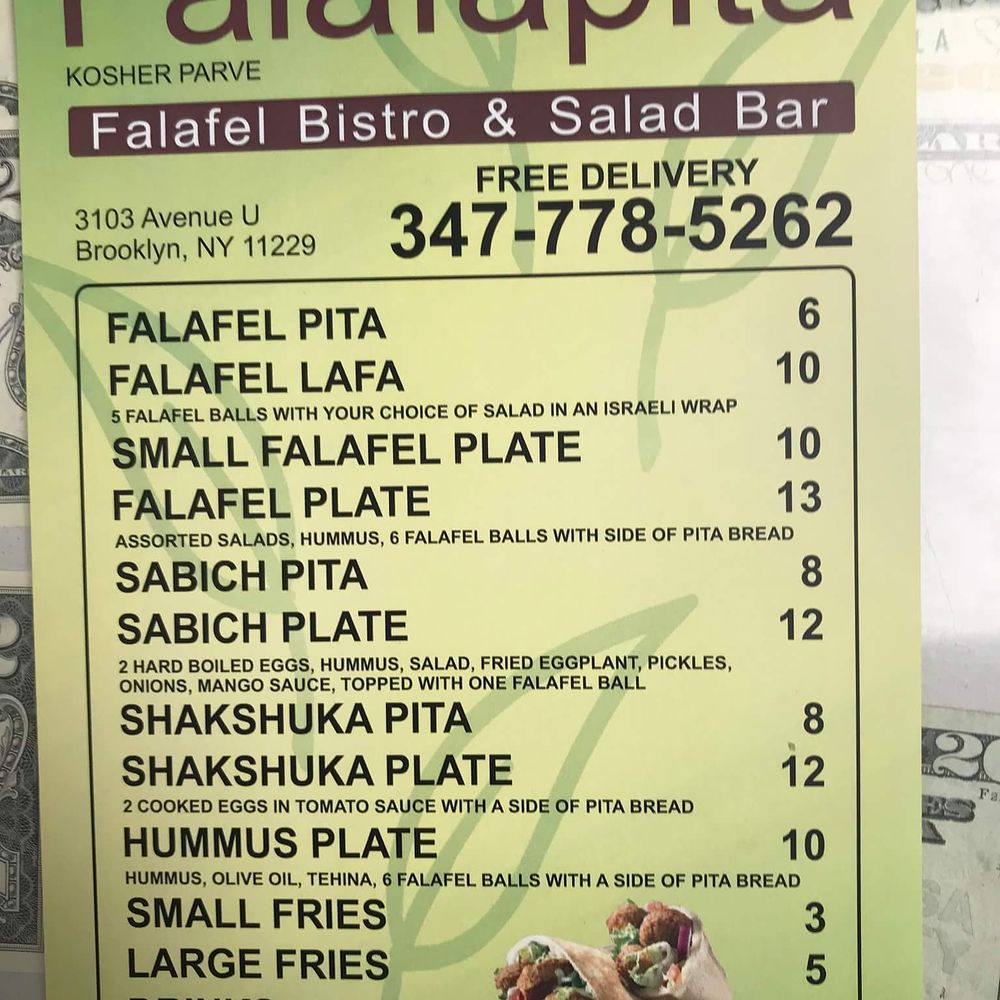 Falafapita
KOSHER PARVE
Falafel Bistro & Salad Bar
FREE DELIVERY
3103 Avenue U
347-778-5262
Brooklyn, NY 11229
FALAFEL PITA 6
FALAFEL LAFA 10
5 FALAFEL BALLS WITH YOUR CHOICE OF SALAD IN AN ISRAELI WRAP
SMALL FALAFEL PLATE 10
FALAFEL PLATE 13
ASSORTED SALADS, HUMMUS, 6 FALAFEL BALLS WITH SIDE OF PITA BREAD
SABICH PITA 8
SABICH PLATE 12
2 HARD BOILED EGGS, HUMMUS, SALAD, FRIED EGGPLANT, PICKLES,
ONIONS, MANGO SAUCE, TOPPED WITH ONE FALAFEL BALL
SHAKSHUKA PITA 8
SHAKSHUKA PLATE 12
2 COOKED EGGS IN TOMATO SAUCE WITH A SIDE OF PITA BREAD
HUMMUS PLATE 10
HUMMUS, OLIVE OIL, TEHINA, 6 FALAFEL BALLS WITH A SIDE OF PITA BREAD
SMALL FRIES 3
LARGE FRIES 5
DRINKS